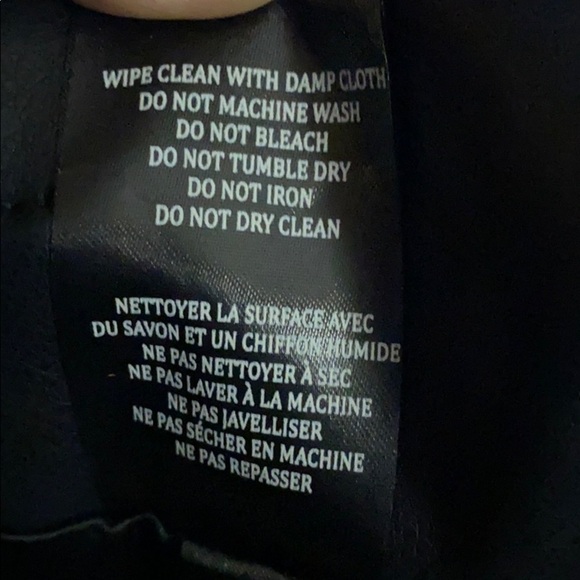 WIPE CLEAN WITH DAMP CLOTH
DO NOT MACHINE WASH
DO NOT BLEACH
DO NOT TUMBLE DRY
DO NOT IRON
DO NOT DRY CLEAN
NETTOYER LA SURFACE AVEC
DU SAVON ET UN CHIFFON HUMIDE
NE PAS NETTOYER À SEC
NE PAS LAVER À LA MACHINE
NE PAS JAVELLISER
NE PAS SÉCHER EN MACHINE
NE PAS REPASSER